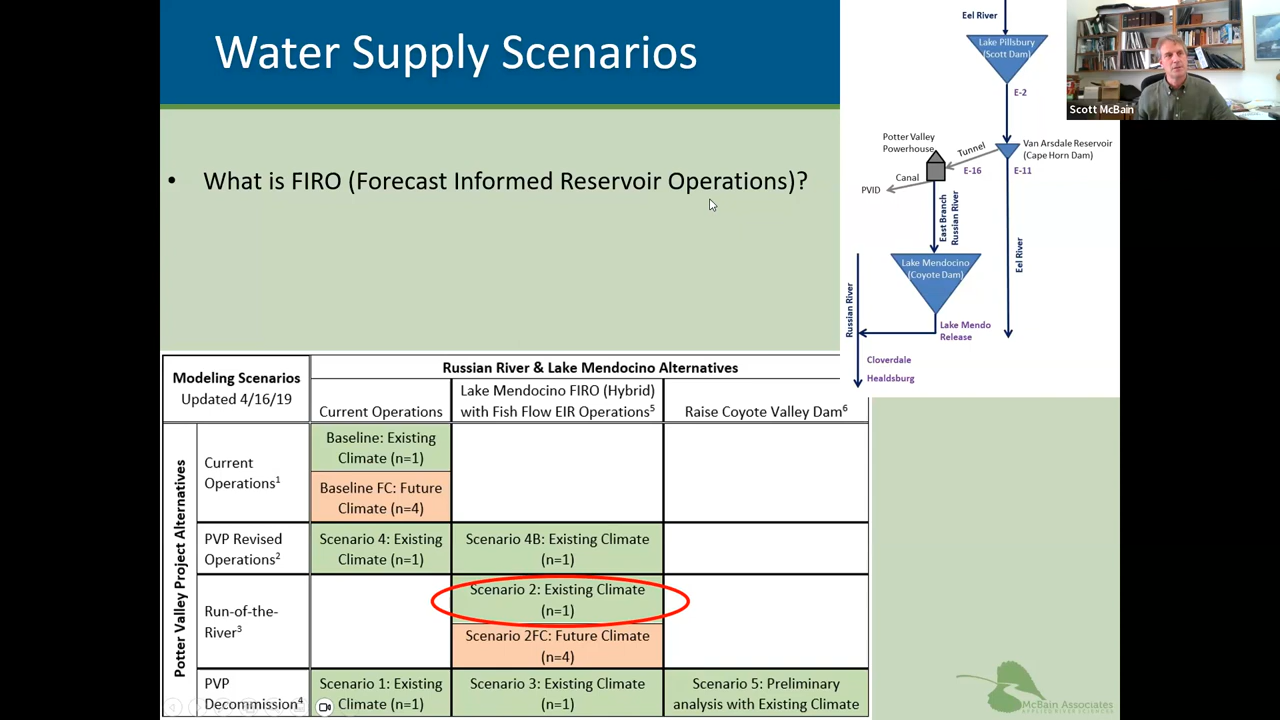 Water Supply Scenarios
• What is FIRO (Forecast Informed Reservoir Operations)?
Eel River
Lake Pillsbury
(Scott Dam)
E-2
Scott McBain
Potter Valley
Powerhouse
Tunnel
Van Arsdale Reservoir
(Cape Horn Dam)
E-16
E-11
Canal
PVID
East Branch
Russian River
Eel River
Lake Mendocino
(Coyote Dam)
Russian River
Lake Mendo
Release
Cloverdale
Healdsburg
Modeling Scenarios
Updated 4/16/19
Russian River & Lake Mendocino Alternatives
Current Operations
Lake Mendocino FIRO (Hybrid)
with Fish Flow EIR Operations⁵
Raise Coyote Valley Dam⁶
Potter Valley Project Alternatives
Current
Operations¹
Baseline: Existing
Climate (n=1)
Baseline FC: Future
Climate (n=4)
PVP Revised
Operations²
Scenario 4: Existing
Climate (n=1)
Scenario 4B: Existing Climate
(n=1)
Run-of-the-
River³
Scenario 2: Existing Climate
(n=1)
Scenario 2FC: Future Climate
(n=4)
PVP
Decommission⁴
Scenario 1: Existing
Climate (n=1)
Scenario 3: Existing Climate
(n=1)
Scenario 5: Preliminary
analysis with Existing Climate
McBain Associates
APPLIED RIVER SCIENCES